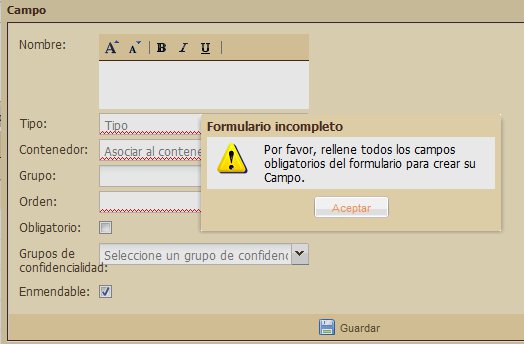 Campo
Nombre:
A A B I U
Tipo:
Tipo
Contenedor:
Asociar al contene
Grupo:
Orden:
Obligatorio:
Grupos de
confidencialidad:
Seleccione un grupo de confidenc
Enmendable:
Guardar
Formulario incompleto
Por favor, rellene todos los campos
obligatorios del formulario para crear su
Campo.
Aceptar